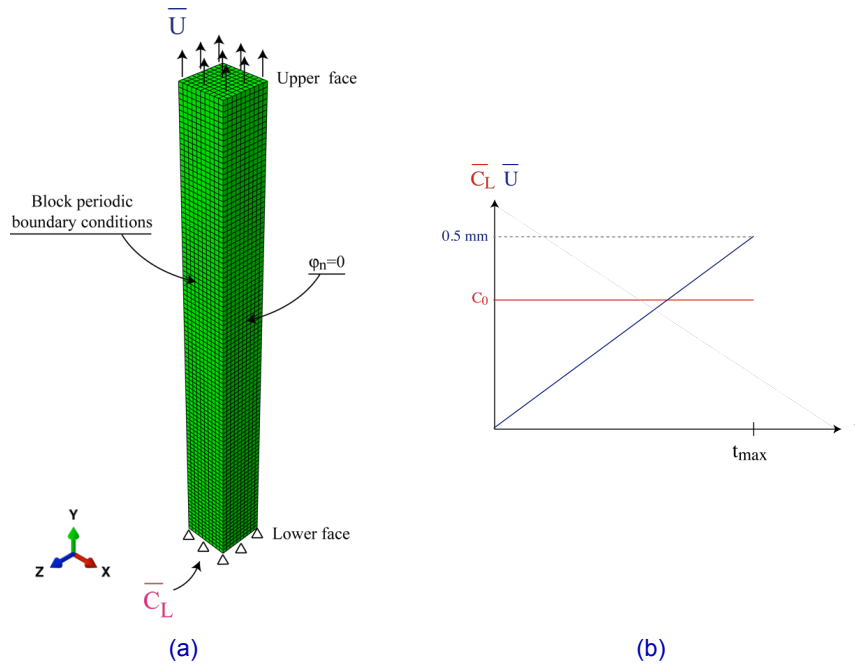 U
Upper face
Block periodic
boundary conditions
φn=0
Y
Z
X
Lower face
CL
(a)
CL U
0.5 mm
C0
tmax
(b)